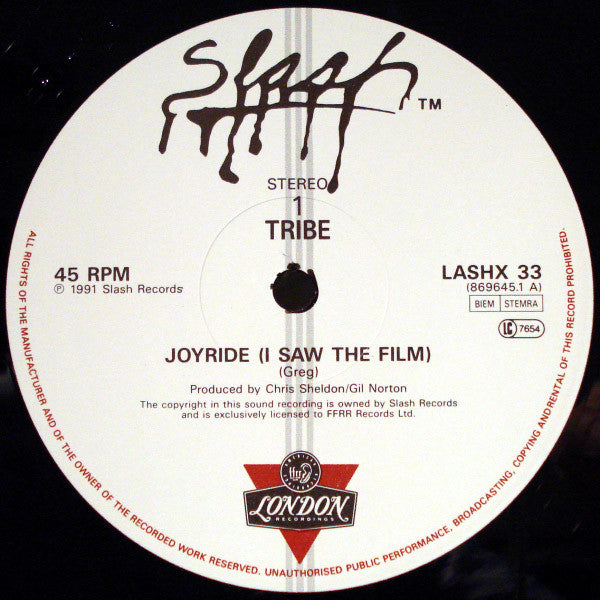 Slash ™
STEREO
1
TRIBE
45 RPM
℗ 1991 Slash Records
LASHX 33
(869645.1 A)
BIEM STEMRA
LC 7654
JOYRIDE (I SAW THE FILM)
(Greg)
Produced by Chris Sheldon/Gil Norton
The copyright in this sound recording is owned by Slash Records
and is exclusively licensed to FFRR Records Ltd.
ffrr
LONDON
RECORDINGS
ALL RIGHTS OF THE MANUFACTURER AND OF THE OWNER OF THE RECORDED WORK RESERVED. UNAUTHORISED PUBLIC PERFORMANCE, BROADCASTING, COPYING ANDRENTAL OF THIS RECORD PROHIBITED.